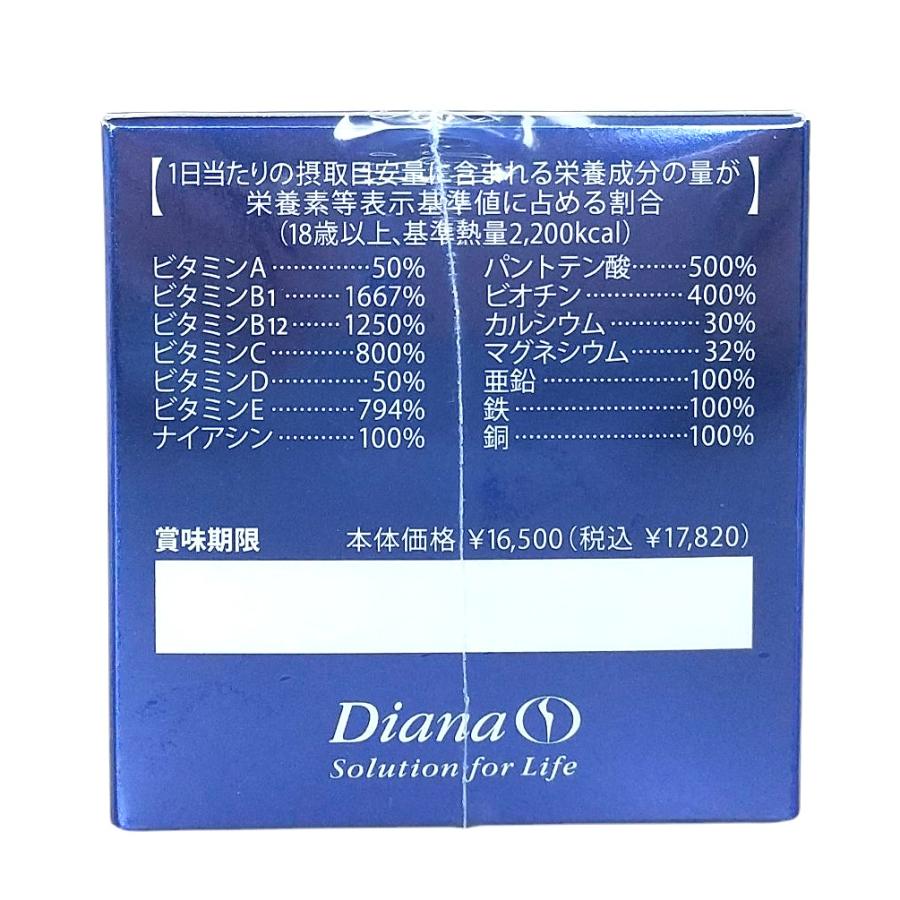 【1日当たりの摂取目安量に含まれる栄養成分の量が
栄養素等表示基準値に占める割合】
(18歳以上、基準熱量2,200kcal)
ビタミンA…………50%
ビタミンB1………1667%
ビタミンB12……1250%
ビタミンC…………800%
ビタミンD…………50%
ビタミンE…………794%
ナイアシン…………100%
パントテン酸………500%
ビオチン……………400%
カルシウム…………30%
マグネシウム………32%
亜鉛…………………100%
鉄……………………100%
銅……………………100%
賞味期限
本体価格 ¥16,500(税込 ¥17,820)
Diana
Solution for Life